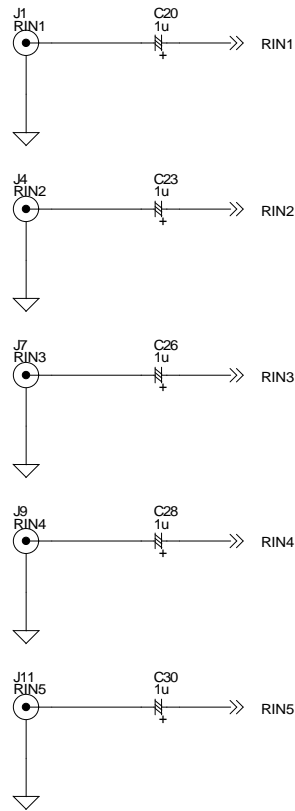 J1
RIN1
C20
1u
+
RIN1
J4
RIN2
C23
1u
+
RIN2
J7
RIN3
C26
1u
+
RIN3
J9
RIN4
C28
1u
+
RIN4
J11
RIN5
C30
1u
+
RIN5